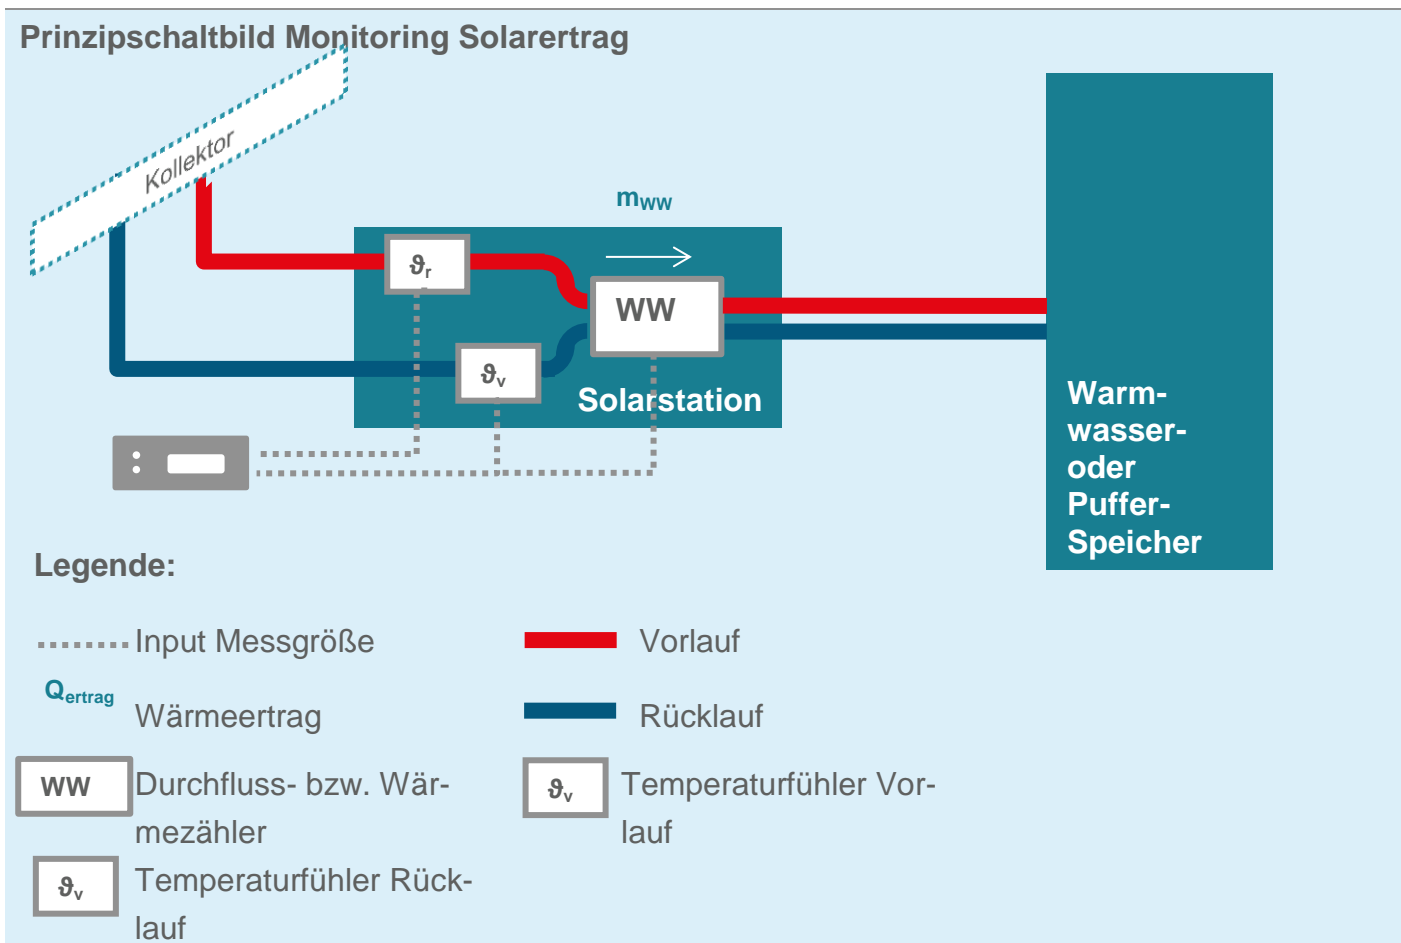 Prinzipschaltbild Monitoring Solarertrag
Kollektor
mWW
ϑr
WW
ϑv
Solarstation
Warm-
wasser-
oder
Puffer-
Speicher
Legende:
Input Messgröße
Vorlauf
Qertrag
Wärmeertrag
Rücklauf
WW
Durchfluss- bzw. Wär-
mezähler
ϑv
Temperaturfühler Vor-
lauf
ϑv
Temperaturfühler Rück-
lauf